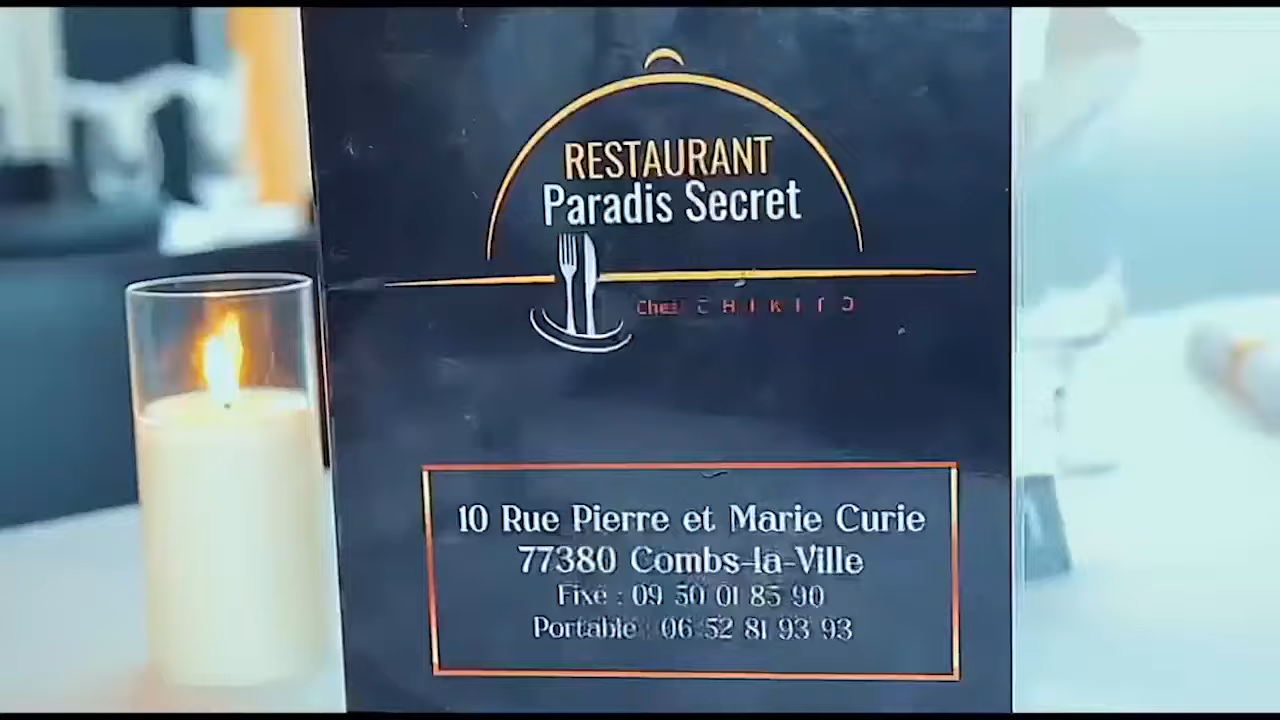 RESTAURANT
Paradis Secret
Chez CHIKITO
10 Rue Pierre et Marie Curie
77380 Combs-la-Ville
Fixe : 09 50 01 85 90
Portable : 06 52 81 93 93